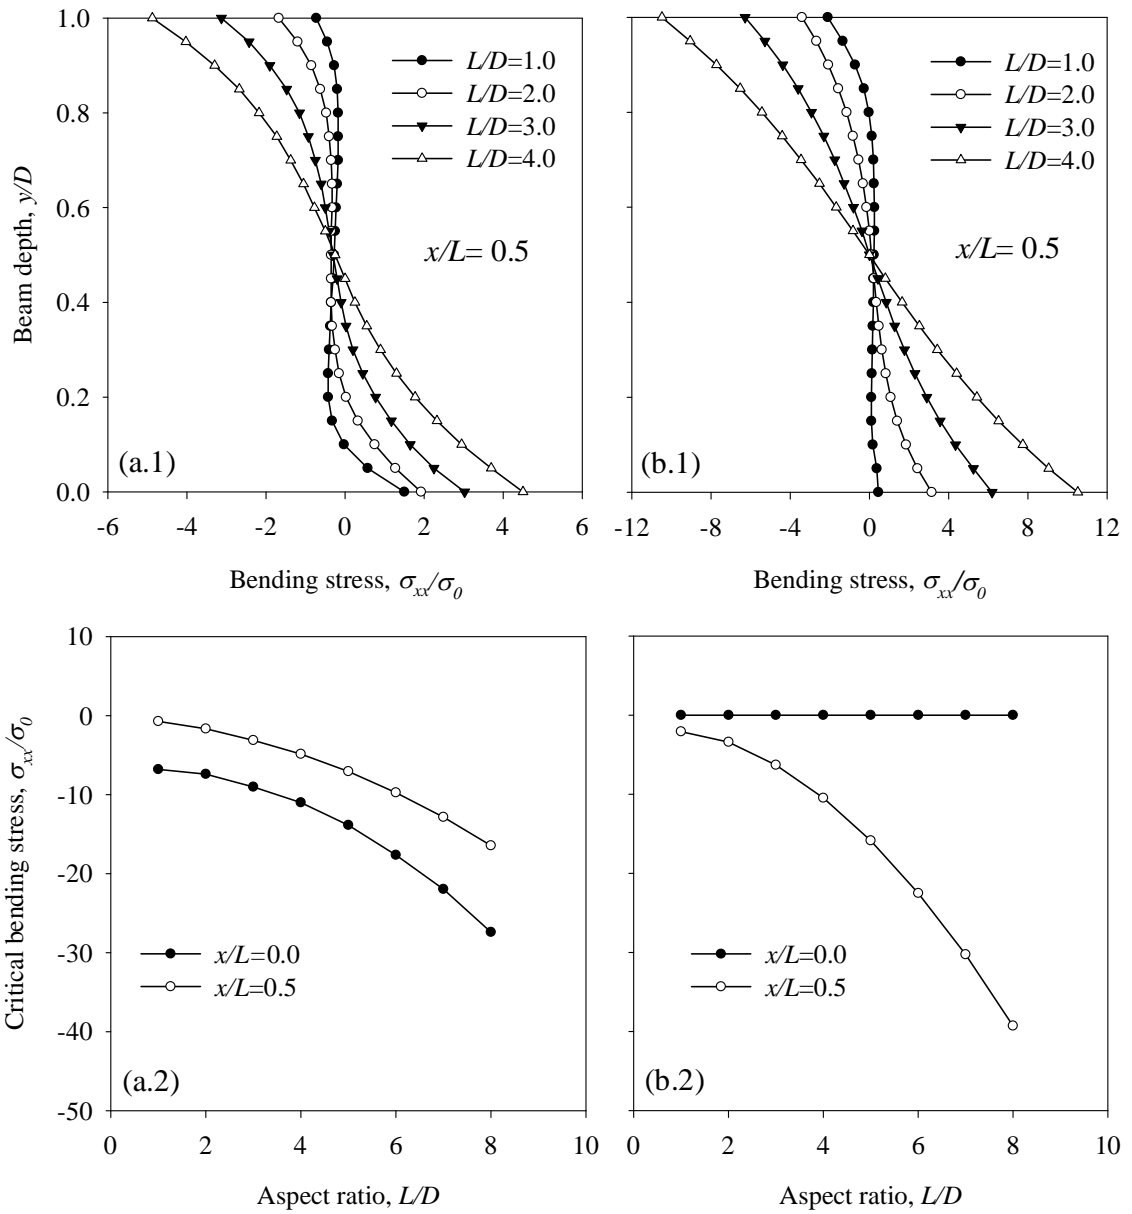 1.0
0.8
0.6
0.4
0.2
0.0
Beam depth, y/D
L/D=1.0
L/D=2.0
L/D=3.0
L/D=4.0
x/L= 0.5
(a.1)
-6 -4 -2 0 2 4 6
Bending stress, σxx/σ0
L/D=1.0
L/D=2.0
L/D=3.0
L/D=4.0
x/L= 0.5
(b.1)
-12 -8 -4 0 4 8 12
Bending stress, σxx/σ0
10
0
-10
-20
-30
-40
-50
Critical bending stress, σxx/σ0
x/L=0.0
x/L=0.5
(a.2)
0 2 4 6 8 10
Aspect ratio, L/D
x/L=0.0
x/L=0.5
(b.2)
0 2 4 6 8 10
Aspect ratio, L/D